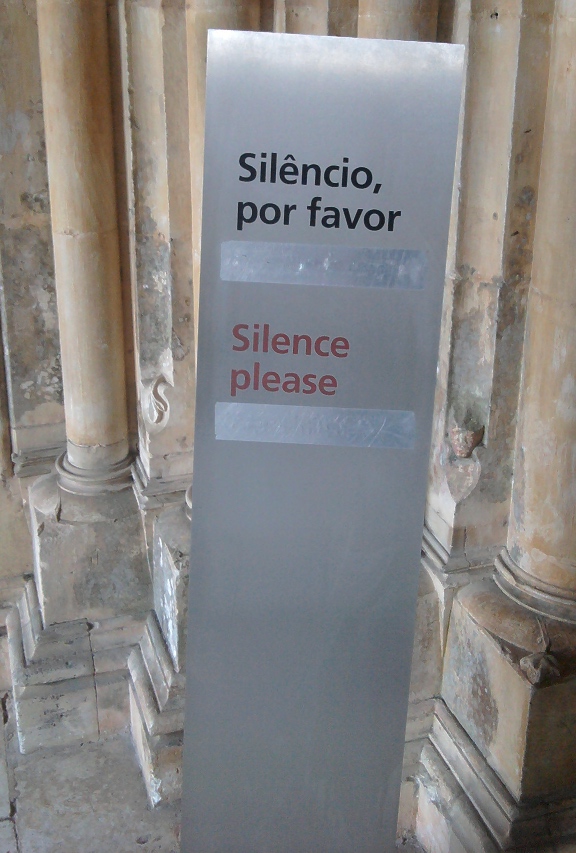 Silêncio,
por favor
Silence
please